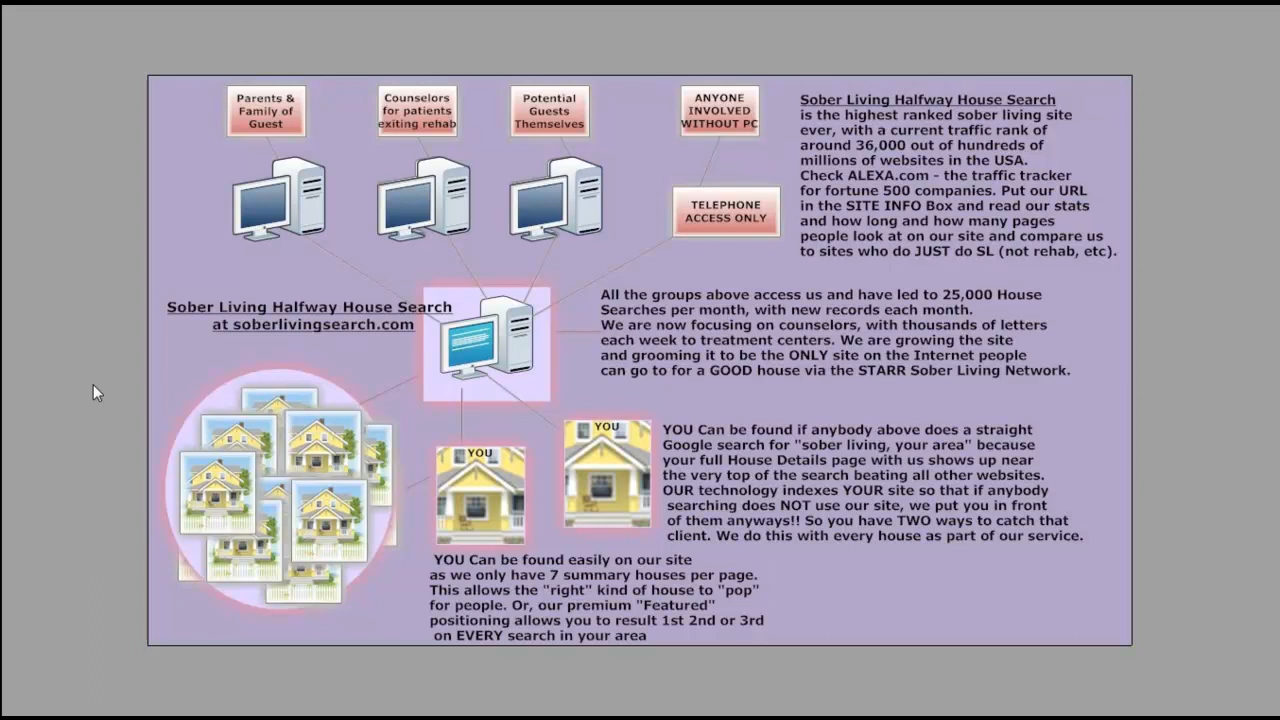 Parents &
Family of
Guest
Counselors
for patients
exiting rehab
Potential
Guests
Themselves
ANYONE
INVOLVED
WITHOUT PC
TELEPHONE
ACCESS ONLY
Sober Living Halfway House Search
is the highest ranked sober living site
ever, with a current traffic rank of
around 36,000 out of hundreds of
millions of websites in the USA.
Check ALEXA.com - the traffic tracker
for fortune 500 companies. Put our URL
in the SITE INFO Box and read our stats
and how long and how many pages
people look at on our site and compare us
to sites who do JUST do SL (not rehab, etc).
Sober Living Halfway House Search
at soberlivingsearch.com
All the groups above access us and have led to 25,000 House
Searches per month, with new records each month.
We are now focusing on counselors, with thousands of letters
each week to treatment centers. We are growing the site
and grooming it to be the ONLY site on the Internet people
can go to for a GOOD house via the STARR Sober Living Network.
YOU
YOU
YOU Can be found if anybody above does a straight
Google search for "sober living, your area" because
your full House Details page with us shows up near
the very top of the search beating all other websites.
OUR technology indexes YOUR site so that if anybody
searching does NOT use our site, we put you in front
of them anyways!! So you have TWO ways to catch that
client. We do this with every house as part of our service.
YOU Can be found easily on our site
as we only have 7 summary houses per page.
This allows the "right" kind of house to "pop"
for people. Or, our premium "Featured"
positioning allows you to result 1st 2nd or 3rd
on EVERY search in your area